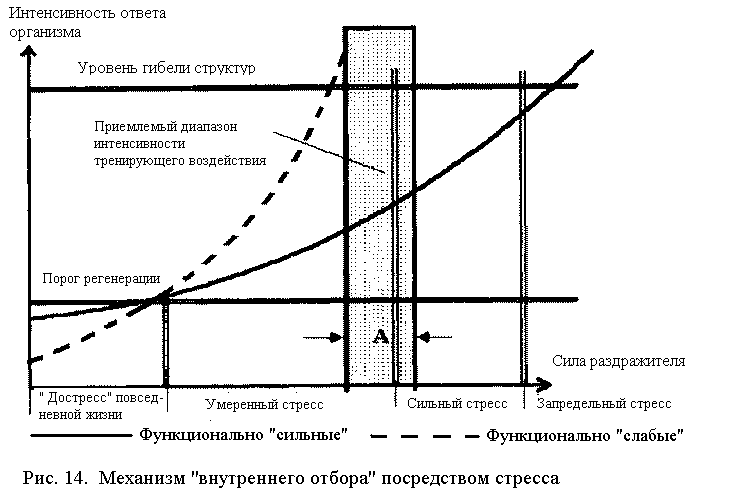 Интенсивность ответа
организма
Уровень гибели структур
Приемлемый диапазон
интенсивности
тренирующего воздействия
Порог регенерации
А
Сила раздражителя
" Достресс" повсед-
невной жизни
Умеренный стресс
Сильный стресс
Запредельный стресс
Функционально "сильные"
Функционально "слабые"
Рис. 14. Механизм "внутреннего отбора" посредством стресса